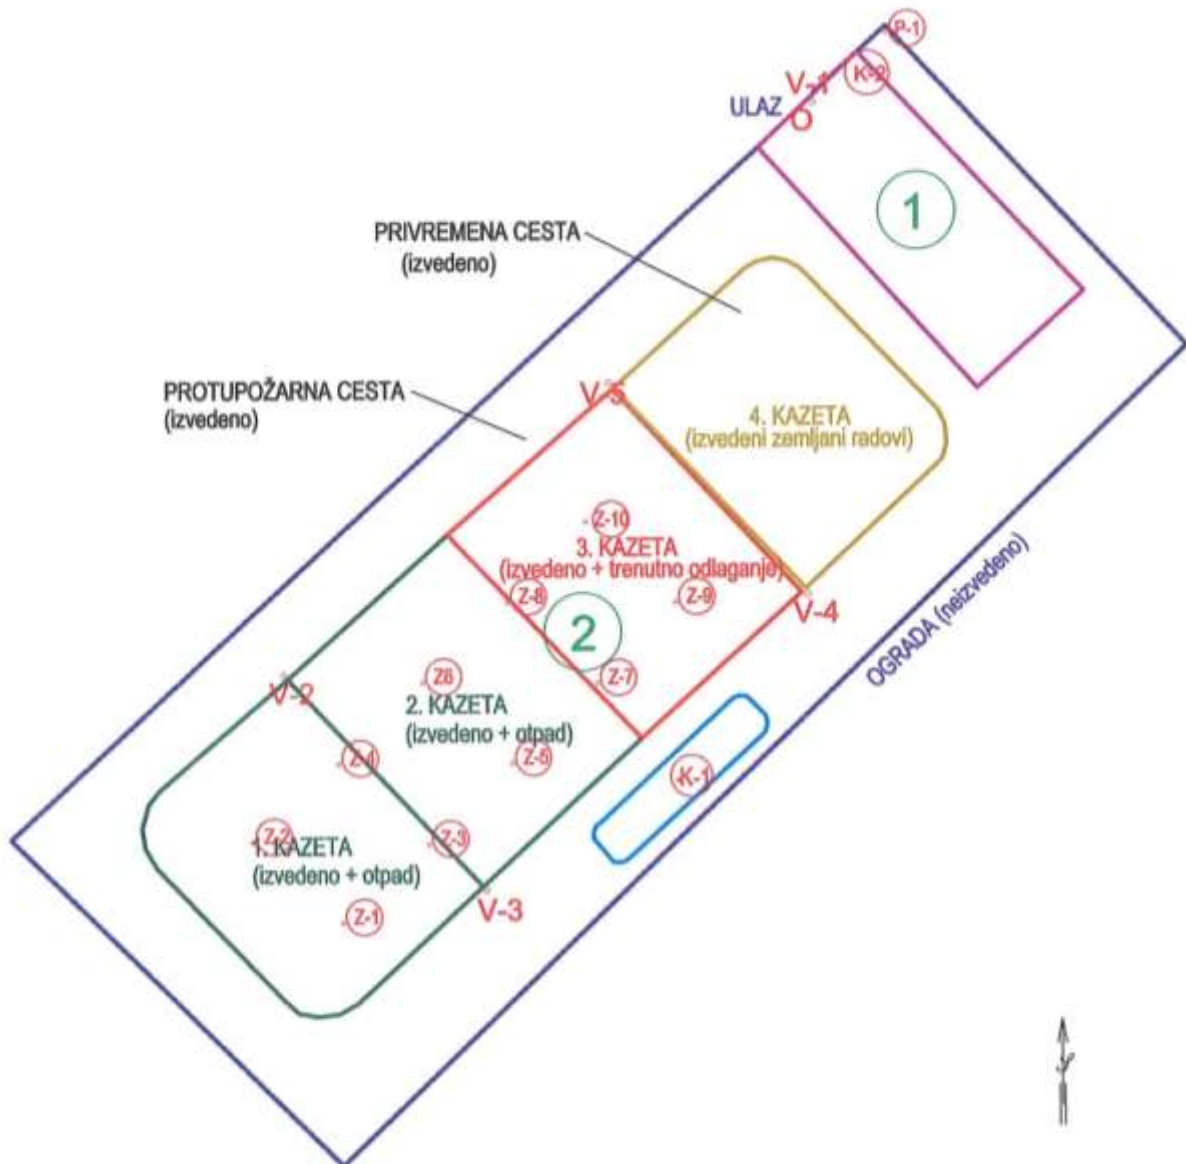 P-1
K-2
V-1
ULAZ
O
1
PRIVREMENA CESTA
(izvedeno)
PROTUPOŽARNA CESTA
(izvedeno)
V-5
4. KAZETA
(izvedeni zemljani radovi)
Z-10
3. KAZETA
(izvedeno + trenutno odlaganje)
Z-8
Z-9
V-4
2
OGRADA (neizvedeno)
Z-7
Z6
V-2
2. KAZETA
(izvedeno + otpad)
Z-4
Z-5
K-1
Z-2
Z-3
1. KAZETA
(izvedeno + otpad)
Z-1
V-3